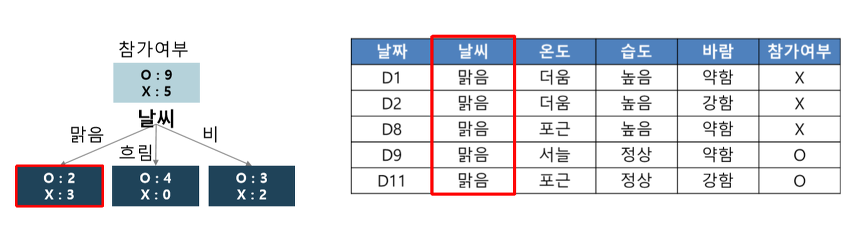 참가여부
O : 9
X : 5
날씨
맑음
흐림
비
O : 2
X : 3
O : 4
X : 0
O : 3
X : 2
날짜 날씨 온도 습도 바람 참가여부
D1 맑음 더움 높음 약함 X
D2 맑음 더움 높음 강함 X
D8 맑음 포근 높음 약함 X
D9 맑음 서늘 정상 약함 O
D11 맑음 포근 정상 강함 O